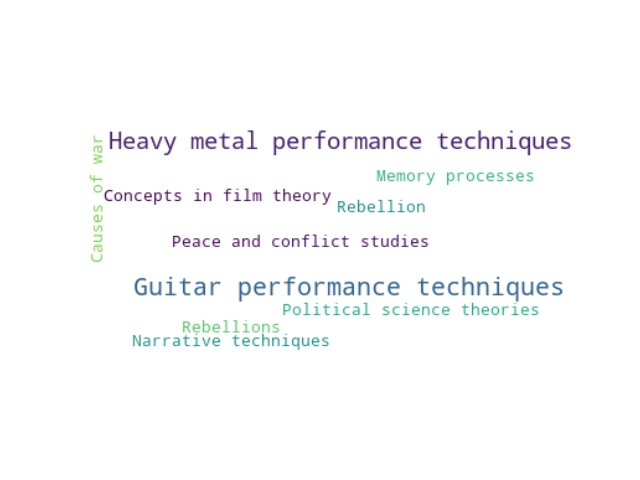 Heavy metal performance techniques
Causes of war
Memory processes
Concepts in film theory
Rebellion
Peace and conflict studies
Guitar performance techniques
Political science theories
Rebellions
Narrative techniques